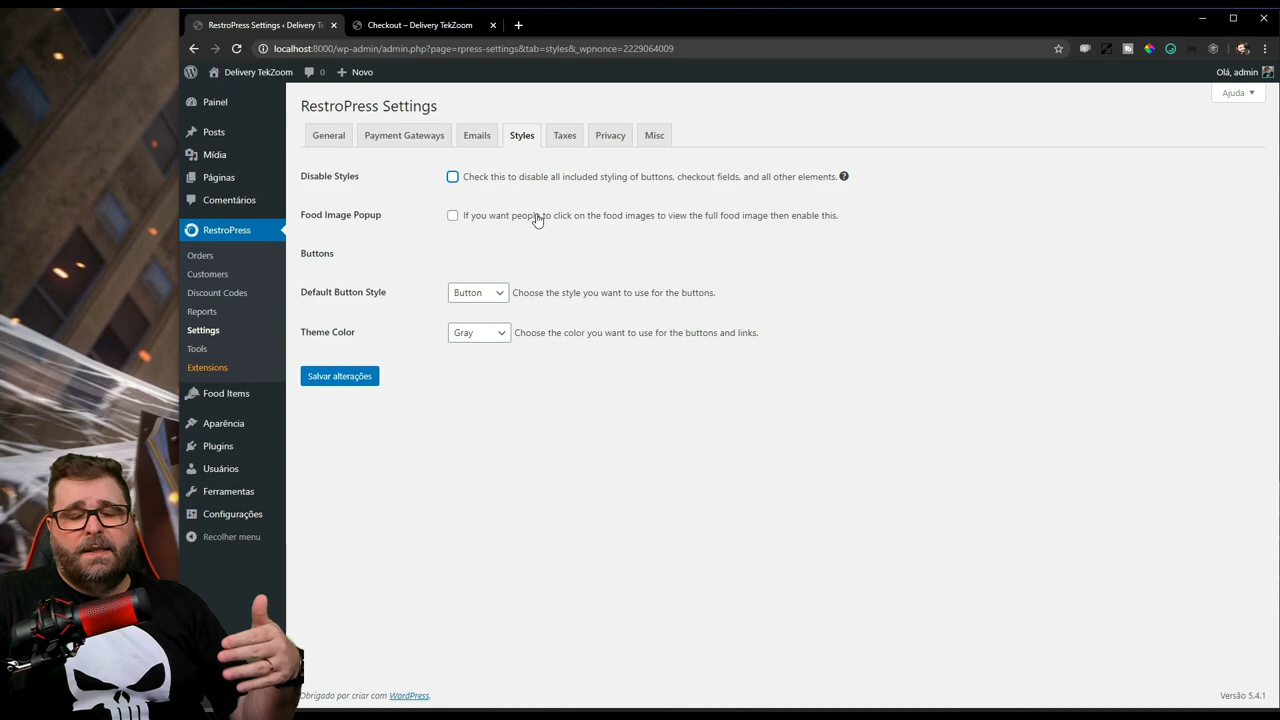 RestroPress Settings ‹ Delivery Te
Checkout – Delivery TekZoom
localhost:8000/wp-admin/admin.php?page=rpress-settings&tab=styles&_wpnonce=2229064009
Delivery TekZoom
0
Novo
Olá, admin
Ajuda
Painel
Posts
Mídia
Páginas
Comentários
RestroPress
Orders
Customers
Discount Codes
Reports
Settings
Tools
Extensions
Food Items
Aparência
Plugins
Usuários
Ferramentas
Configurações
Recolher menu
RestroPress Settings
General
Payment Gateways
Emails
Styles
Taxes
Privacy
Misc
Disable Styles
Check this to disable all included styling of buttons, checkout fields, and all other elements.
Food Image Popup
If you want people to click on the food images to view the full food image then enable this.
Buttons
Default Button Style
Button
Choose the style you want to use for the buttons.
Theme Color
Gray
Choose the color you want to use for the buttons and links.
Salvar alterações
Obrigado por criar com WordPress.
Versão 5.4.1